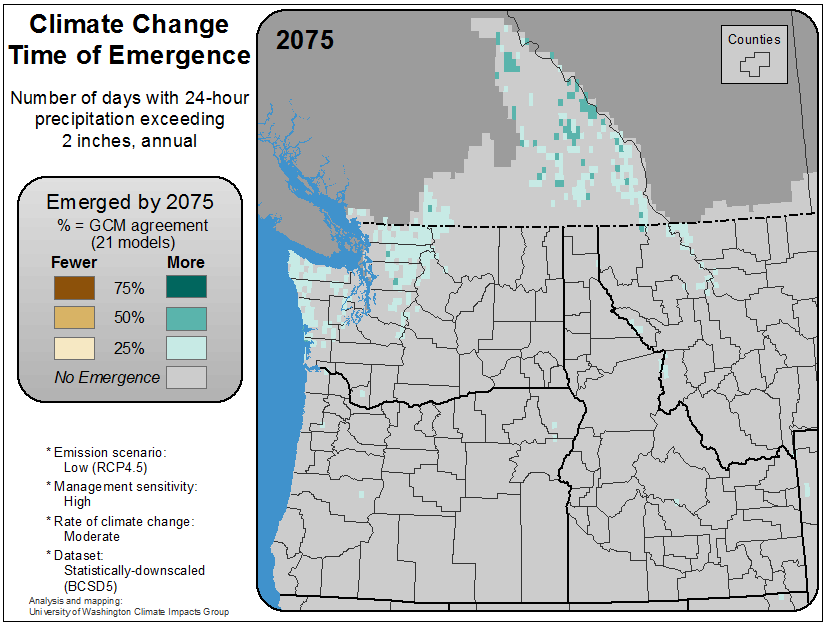 Climate Change
Time of Emergence
Number of days with 24-hour
precipitation exceeding
2 inches, annual
Emerged by 2075
% = GCM agreement
(21 models)
Fewer More
75%
50%
25%
No Emergence
* Emission scenario:
Low (RCP4.5)
* Management sensitivity:
High
* Rate of climate change:
Moderate
* Dataset:
Statistically-downscaled
(BCSD5)
Analysis and mapping:
University of Washington Climate Impacts Group
2075
Counties